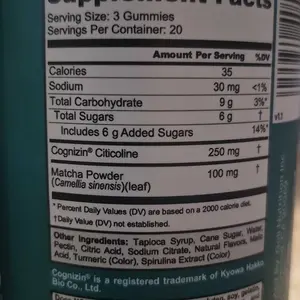 Supplement Facts
Serving Size: 3 Gummies
Servings Per Container: 20
Amount Per Serving %DV
Calories 35
Sodium 30 mg <1%
Total Carbohydrate 9 g 3%*
Total Sugars 6 g †
Includes 6 g Added Sugars 14%*
Cognizin® Citicoline 250 mg †
Matcha Powder 100 mg †
(Camellia sinensis)(leaf)
* Percent Daily Values (DV) are based on a 2000 calorie diet.
† Daily Value (DV) not established.
Other Ingredients: Tapioca Syrup, Cane Sugar, Water,
Pectin, Citric Acid, Sodium Citrate, Natural Flavors, Malic
Acid, Turmeric (Color), Spirulina Extract (Color)
Cognizin® is a registered trademark of Kyowa Hakko
Bio Co., Ltd.